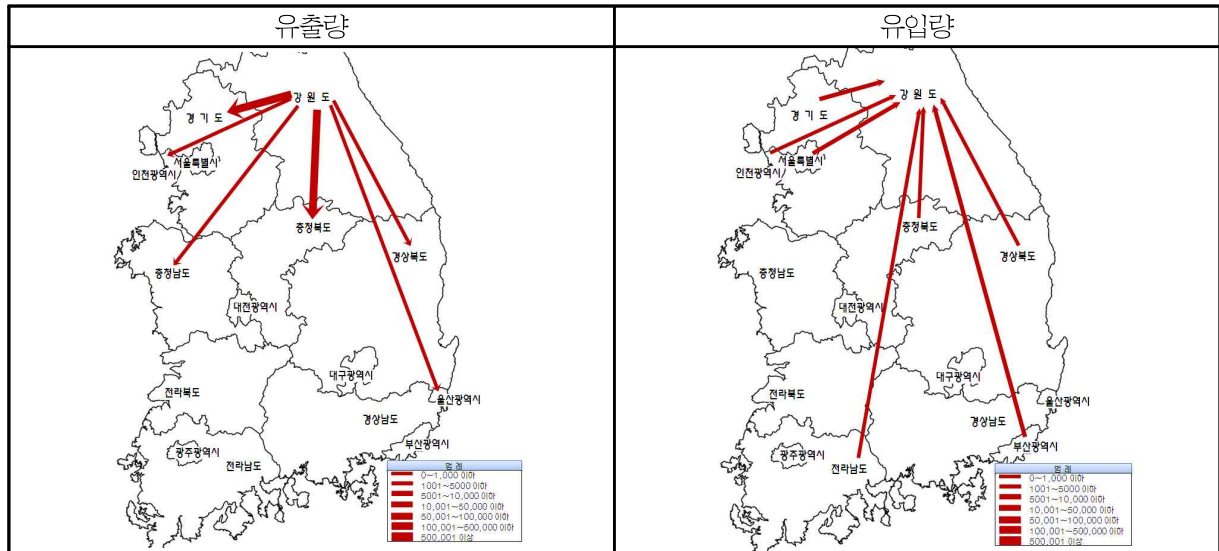 유출량
강 원 도
경 기 도
서울특별시
인천광역시
충청북도
경상북도
충청남도
대전광역시
대구광역시
전라북도
울산광역시
경상남도
부산광역시
광주광역시
전라남도
범 례
0~1,000 이하
1001~5000 이하
5001~10,000 이하
10,001~50,000 이하
50,001~100,000 이하
100,001~500,000 이하
500,001 이상
유입량
강 원 도
경 기 도
서울특별시
인천광역시
충청북도
경상북도
충청남도
대전광역시
대구광역시
전라북도
울산광역시
경상남도
부산광역시
광주광역시
전라남도
범 례
0~1,000 이하
1001~5000 이하
5001~10,000 이하
10,001~50,000 이하
50,001~100,000 이하
100,001~500,000 이하
500,001 이상